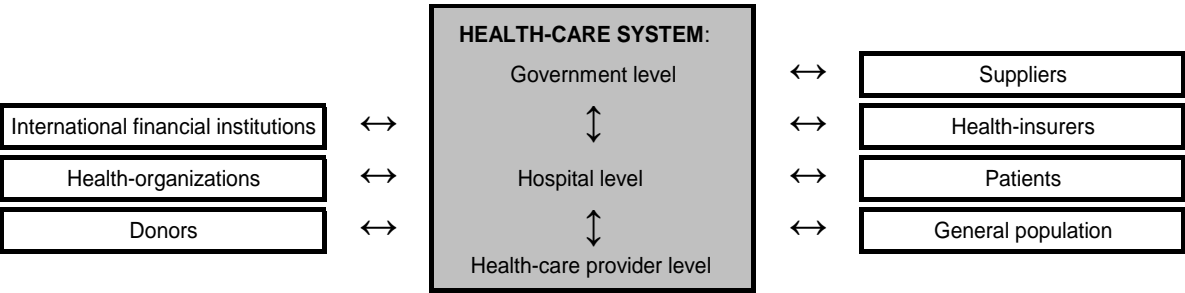 HEALTH-CARE SYSTEM:
Government level
↔
Suppliers
International financial institutions
↔
↕
↔
Health-insurers
Health-organizations
↔
Hospital level
↔
Patients
Donors
↔
↕
↔
General population
Health-care provider level